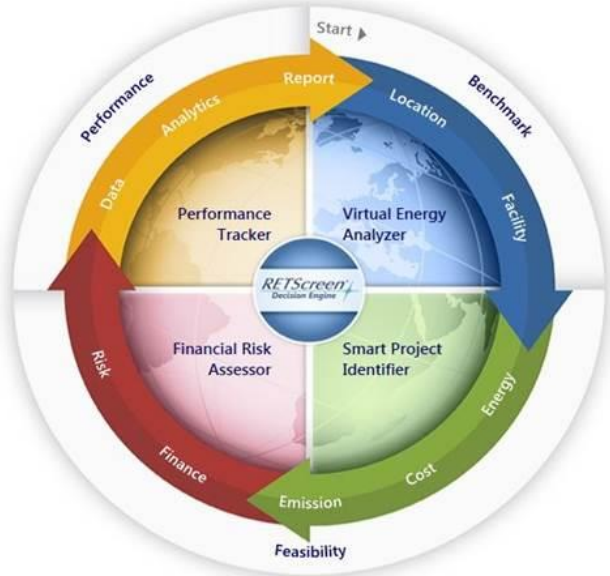 Start
Performance
Benchmark
Report
Location
Analytics
Data
Facility
Performance
Tracker
Virtual Energy
Analyzer
RETScreen
Decision Engine
Financial Risk
Assessor
Smart Project
Identifier
Risk
Energy
Finance
Cost
Emission
Feasibility